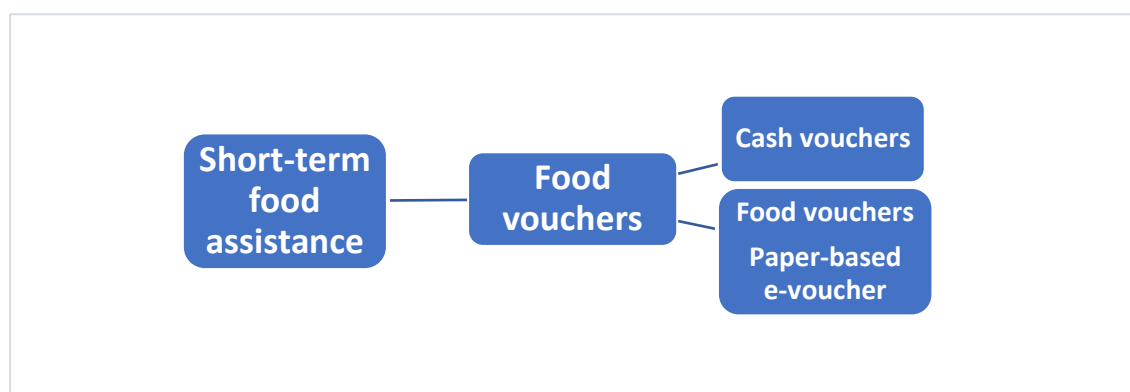 Short-term
food
assistance
Food
vouchers
Cash vouchers
Food vouchers
Paper-based
e-voucher